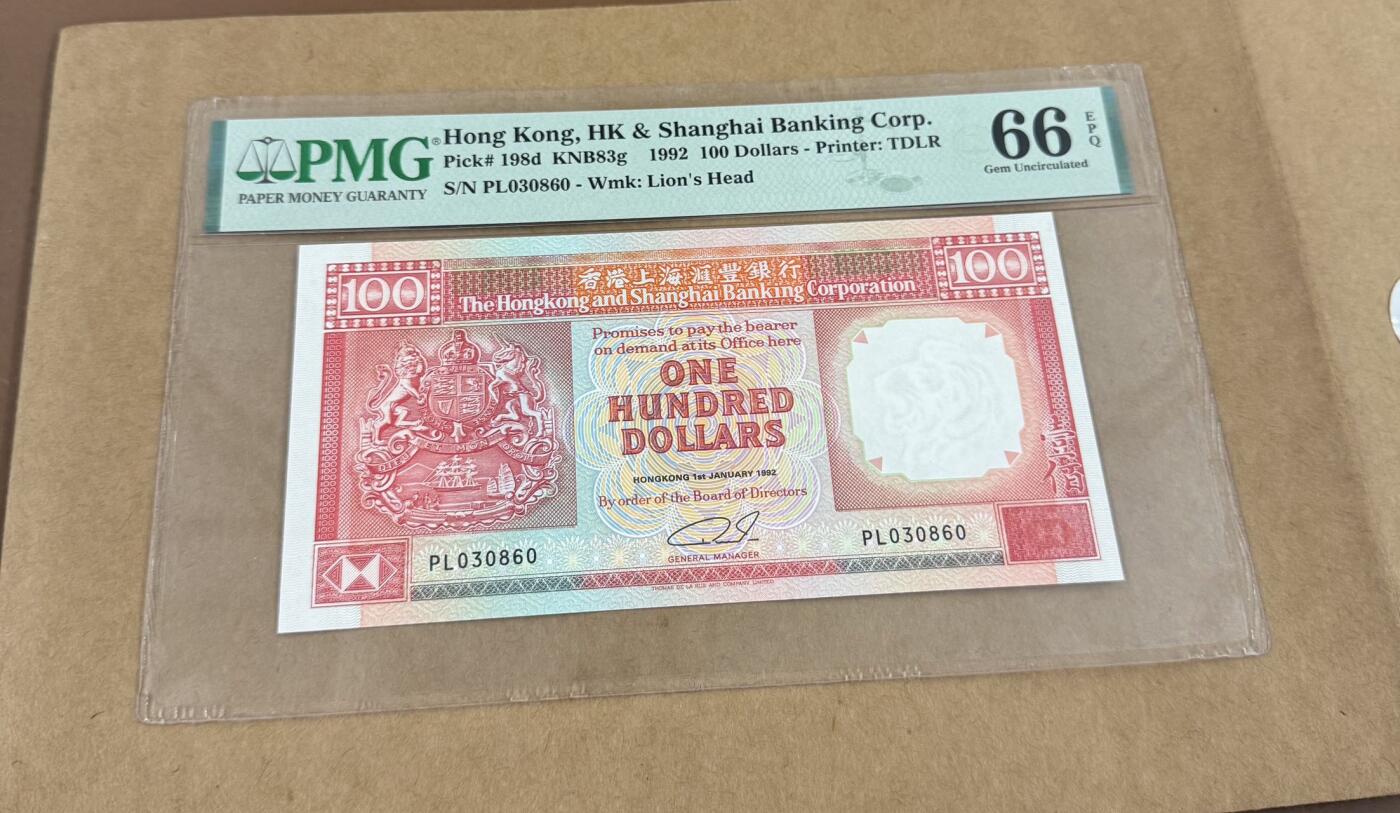 PMG®
PAPER MONEY GUARANTY
Hong Kong, HK & Shanghai Banking Corp.
Pick# 198d KNB83g 1992 100 Dollars - Printer: TDLR
S/N PL030860 - Wmk: Lion's Head
66
EPQ
Gem Uncirculated
100
香港上海滙豐銀行
The Hongkong and Shanghai Banking Corporation
100
Promises to pay the bearer
on demand at its Office here
ONE
HUNDRED
DOLLARS
HONGKONG 1st JANUARY 1992
By order of the Board of Directors
GENERAL MANAGER
PL030860
PL030860
THOMAS DE LA RUE AND COMPANY LIMITED